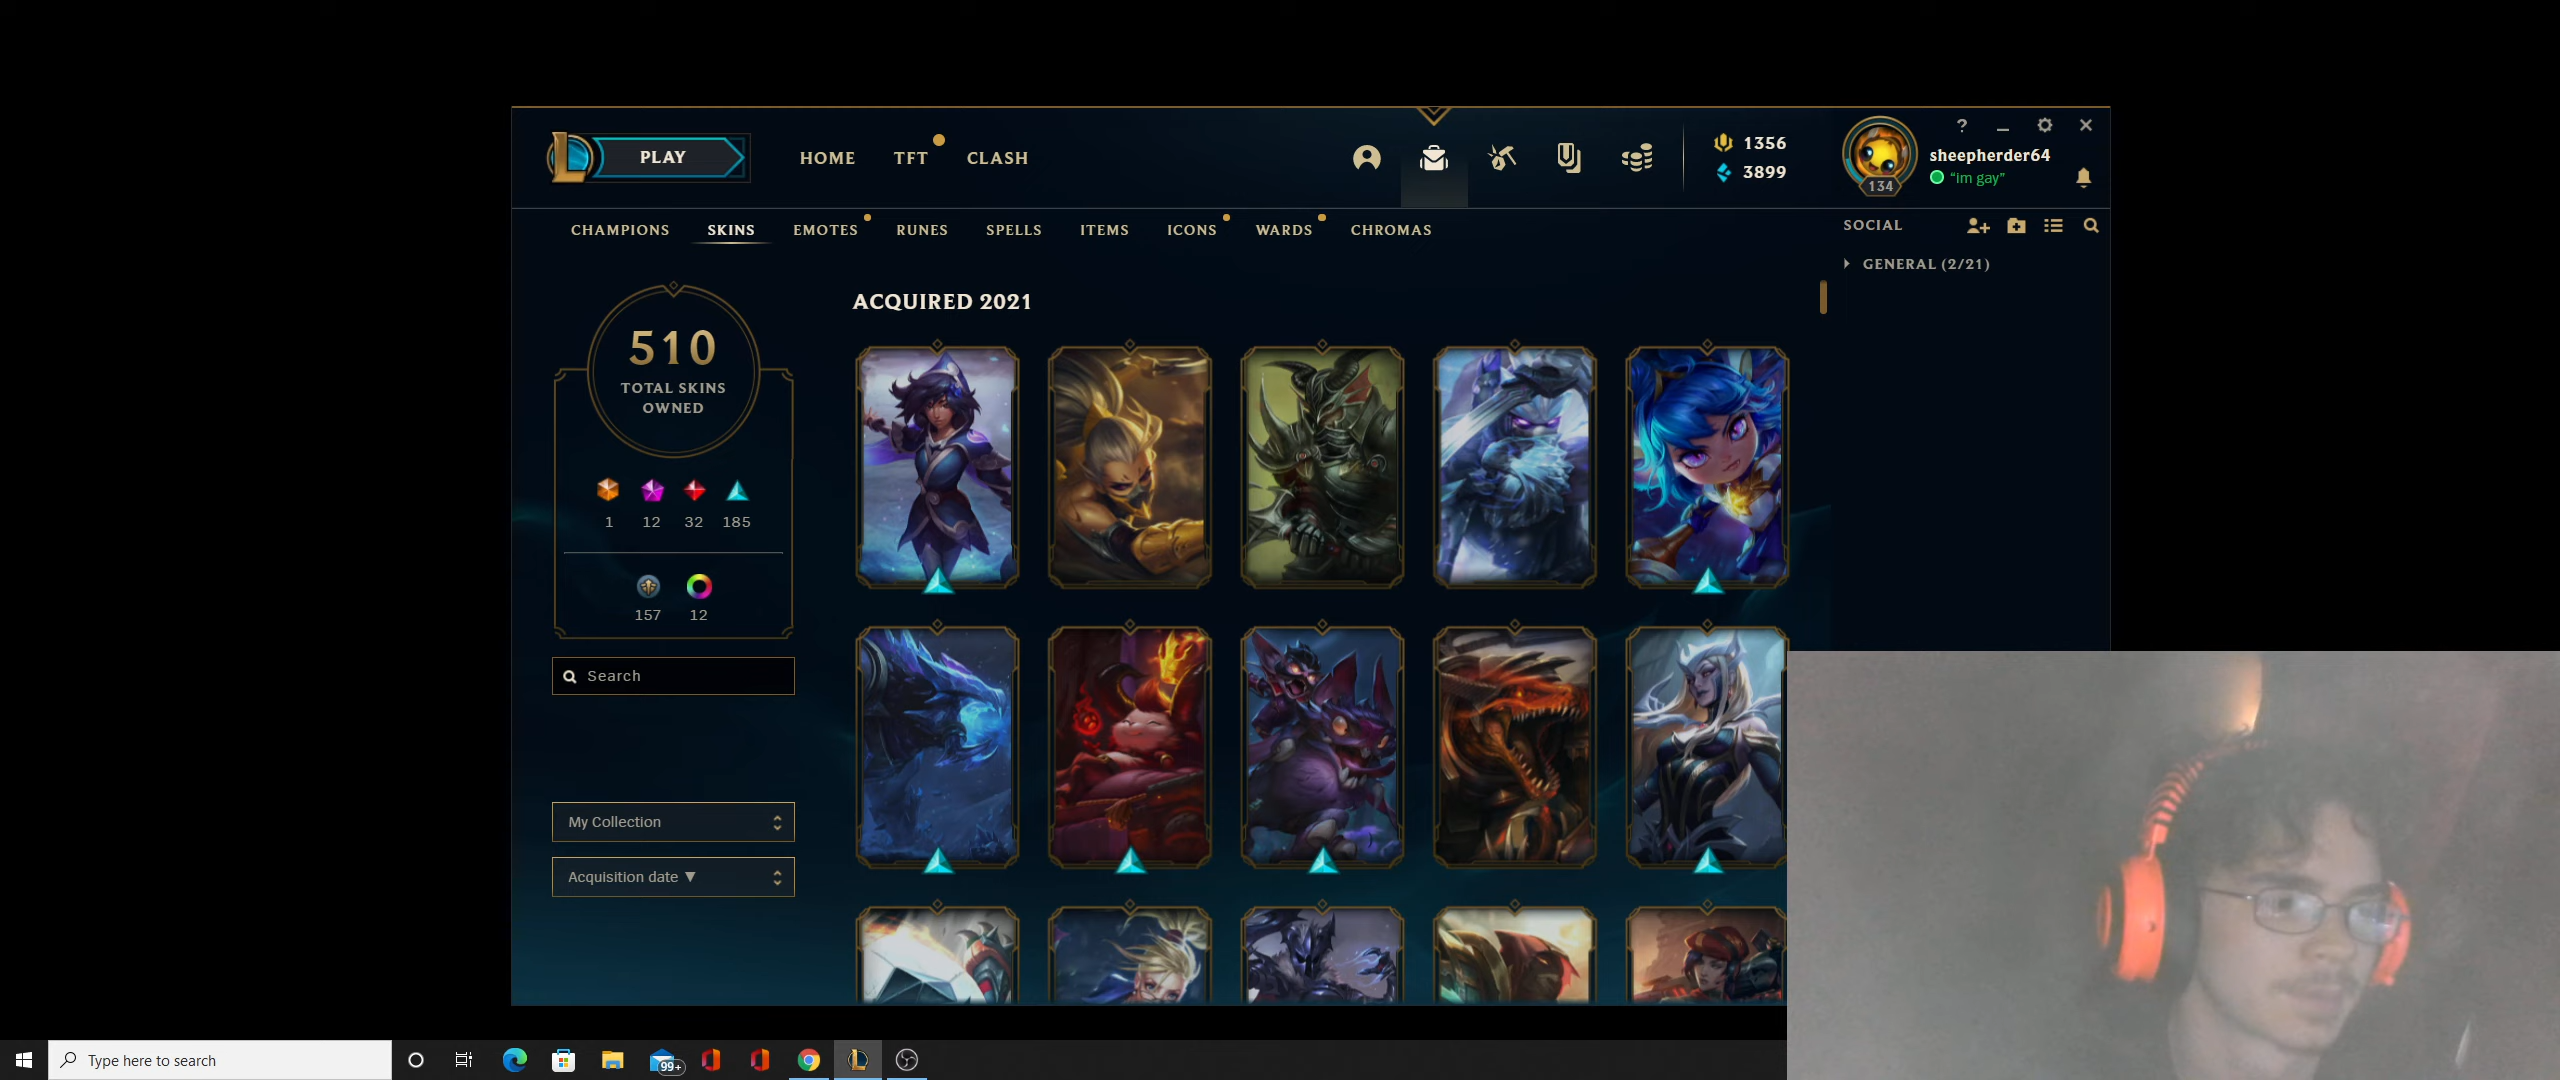 PLAY
HOME
TFT
CLASH
1356
3899
134
?
sheepherder64
“im gay”
CHAMPIONS
SKINS
EMOTES
RUNES
SPELLS
ITEMS
ICONS
WARDS
CHROMAS
SOCIAL
GENERAL (2/21)
510
TOTAL SKINS
OWNED
1
12
32
185
157
12
Search
My Collection
Acquisition date ▼
ACQUIRED 2021
Type here to search
99+